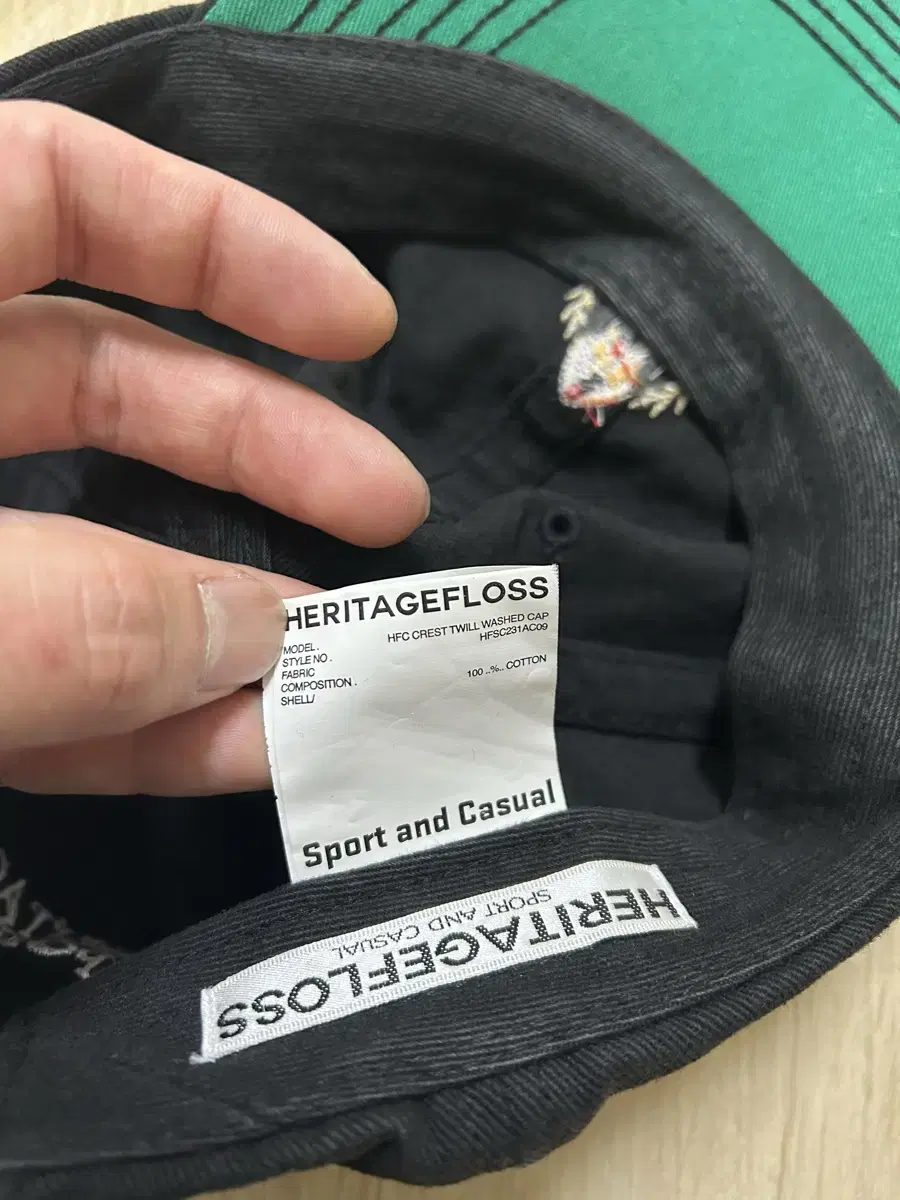 HERITAGEFLOSS
MODEL. HFC CREST TWILL WASHED CAP
STYLE NO. HFSC231AC09
FABRIC
COMPOSITION. 100..%.. COTTON
SHELL/
Sport and Casual
HERITAGEFLOSS
SPORT AND CASUAL